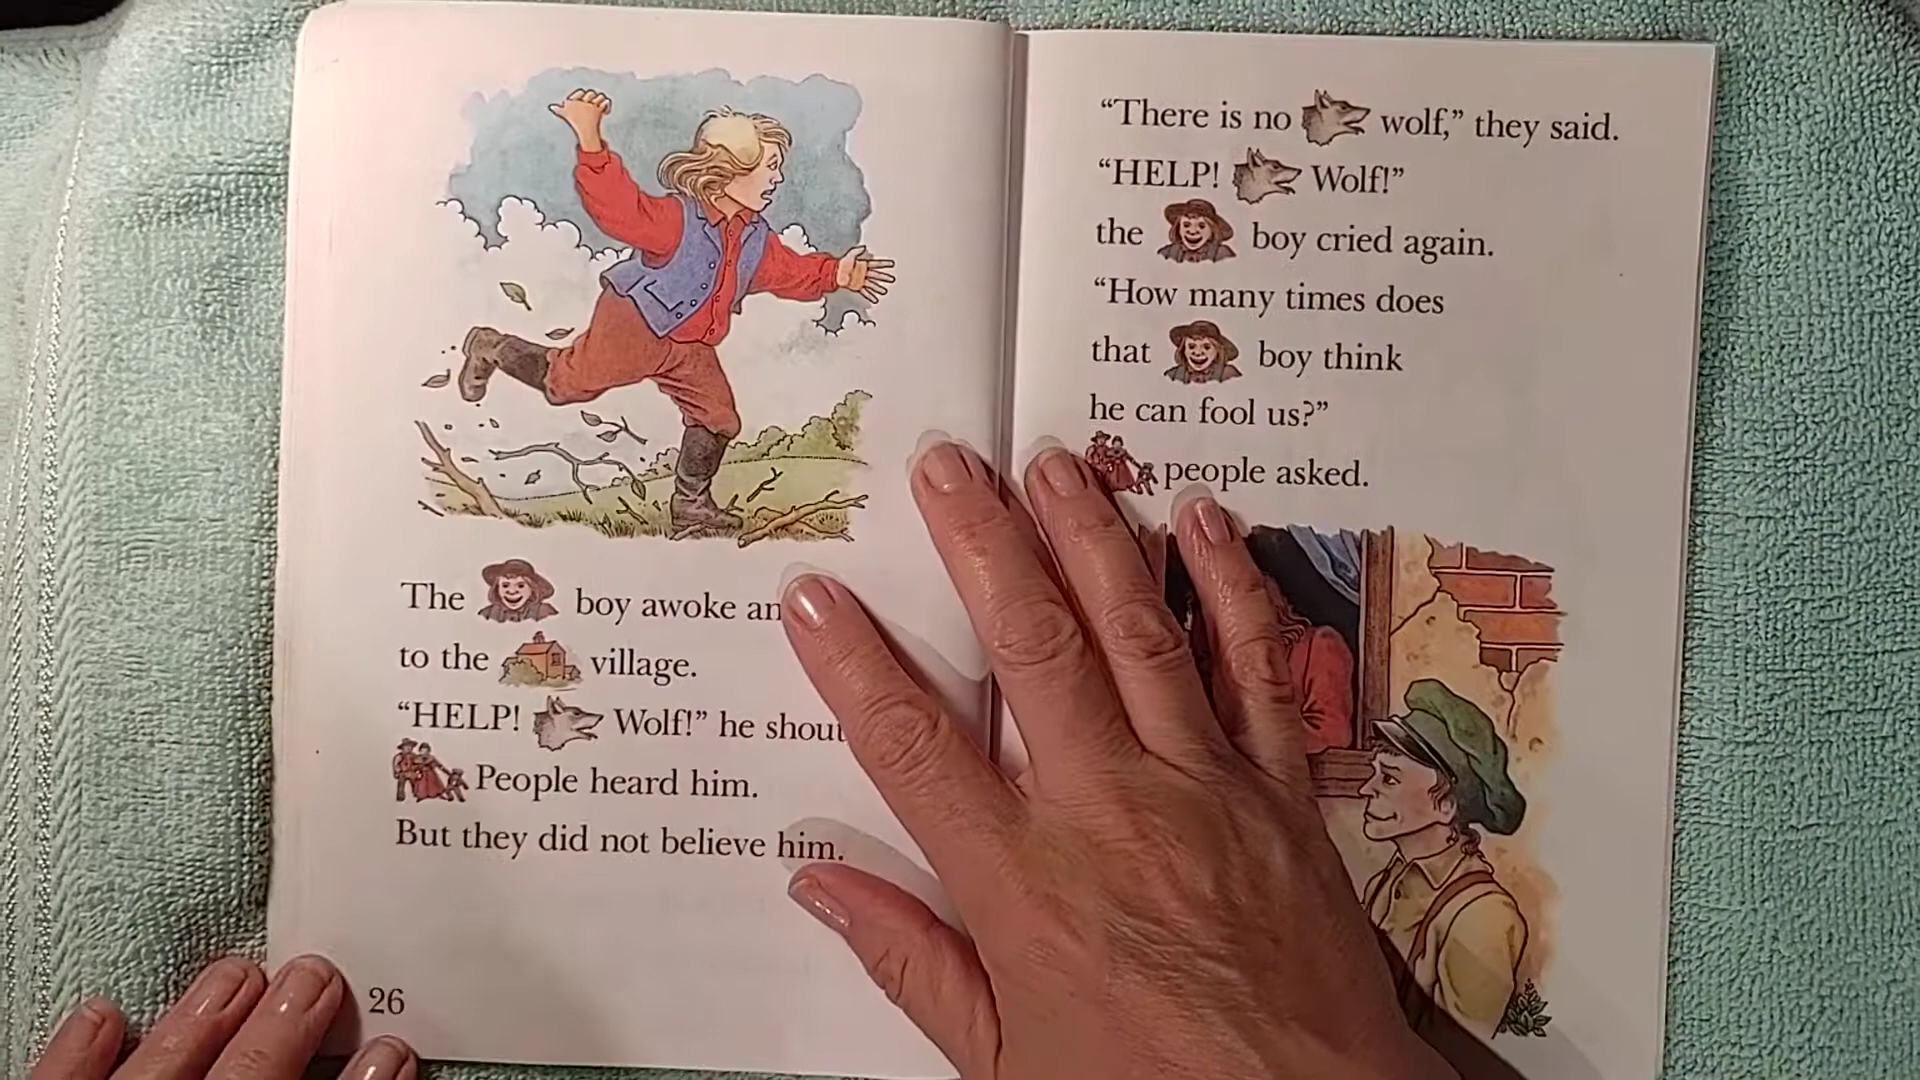 The boy awoke an
to the village.
“HELP! Wolf!” he shout
People heard him.
But they did not believe him.
26
“There is no wolf,” they said.
“HELP! Wolf!”
the boy cried again.
“How many times does
that boy think
he can fool us?”
people asked.